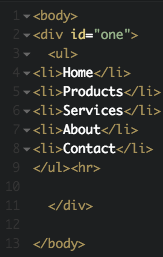 1 <body>
2 <div id="one">
3 <ul>
4 <li>Home</li>
5 <li>Products</li>
6 <li>Services</li>
7 <li>About</li>
8 <li>Contact</li>
9 </ul><hr>
10
11 </div>
12
13 </body>